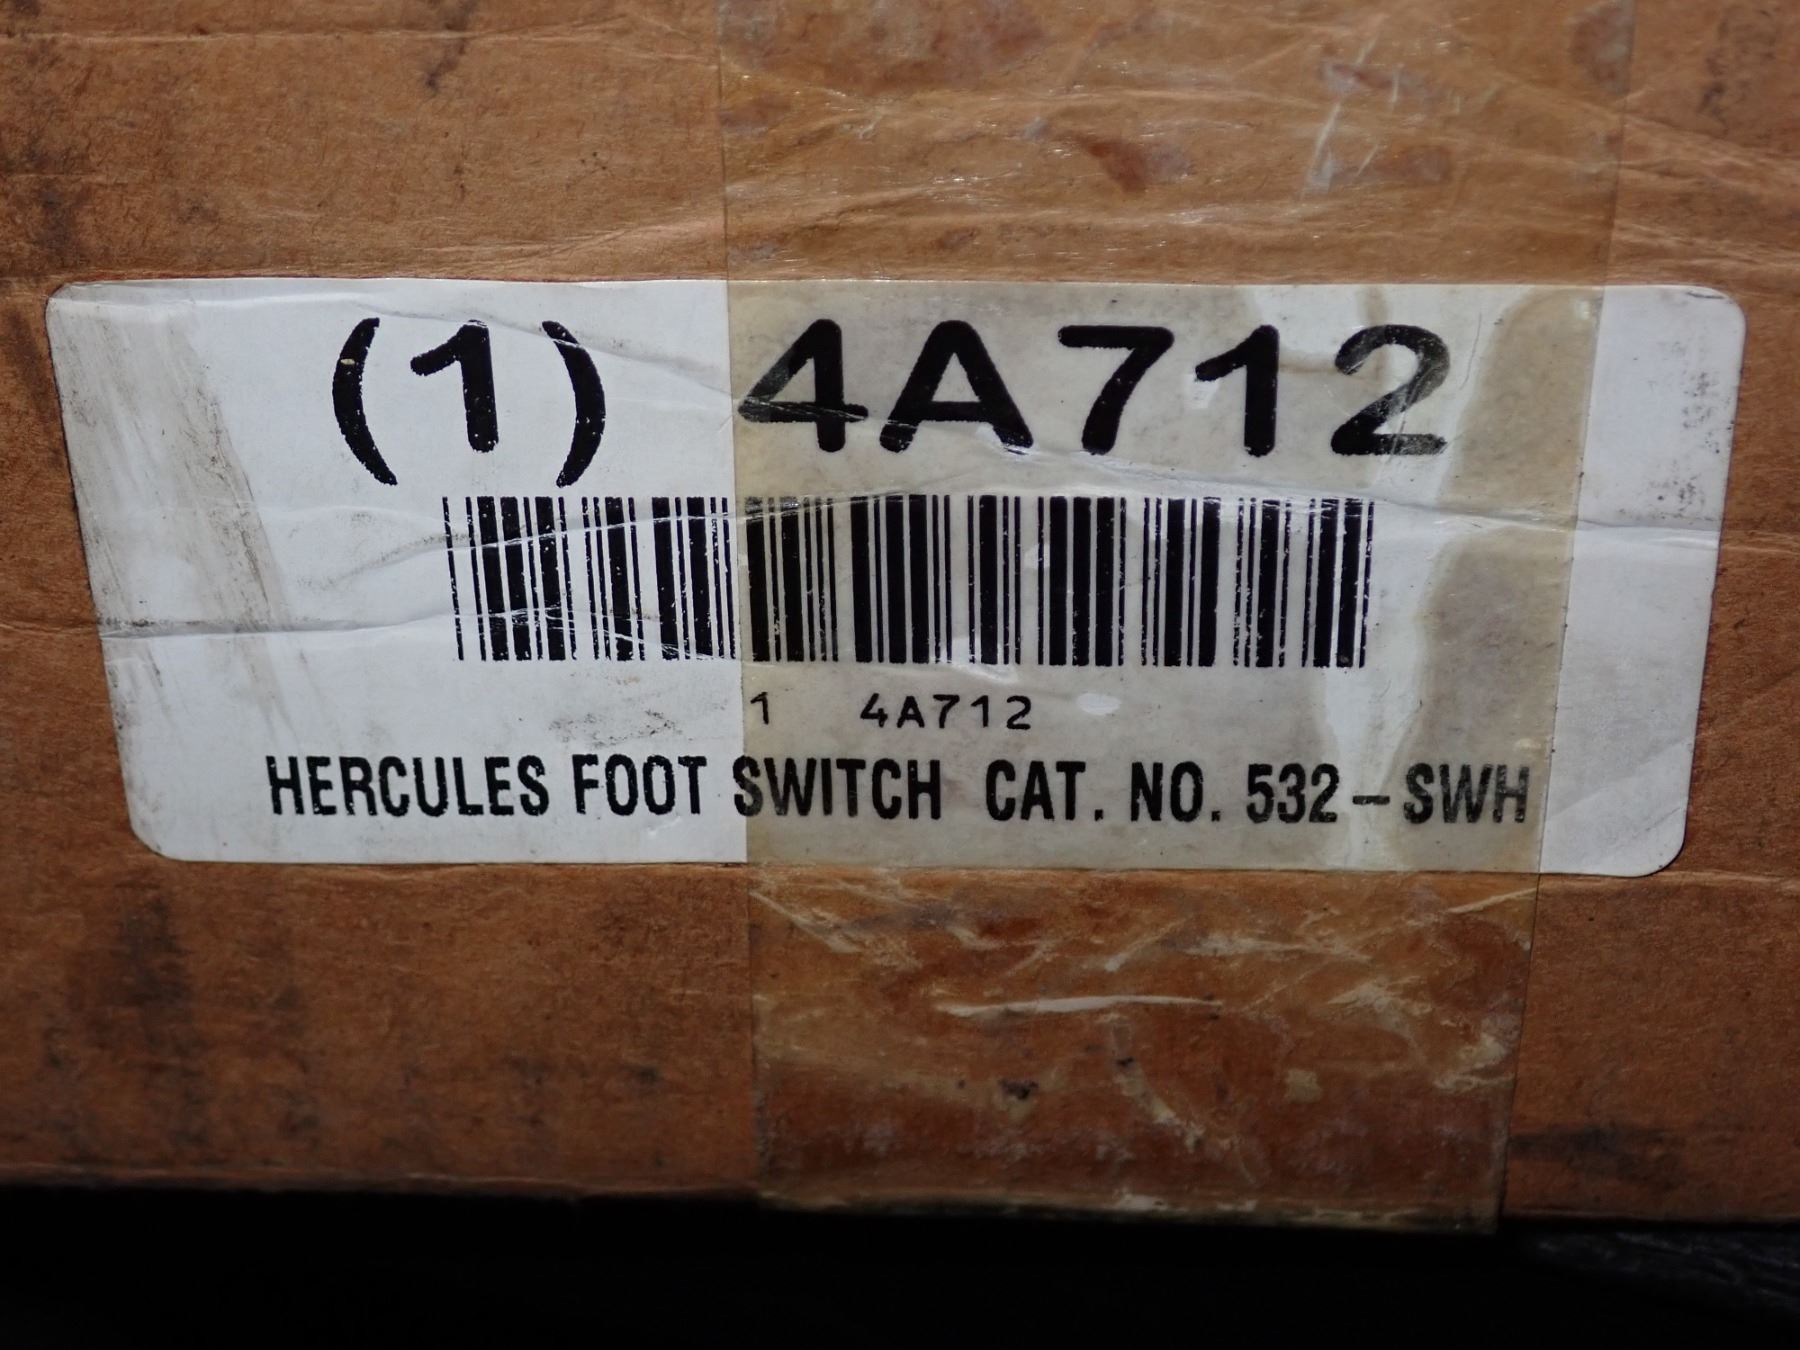 (1) 4A712
1 4A712
HERCULES FOOT SWITCH CAT. NO. 532-SWH